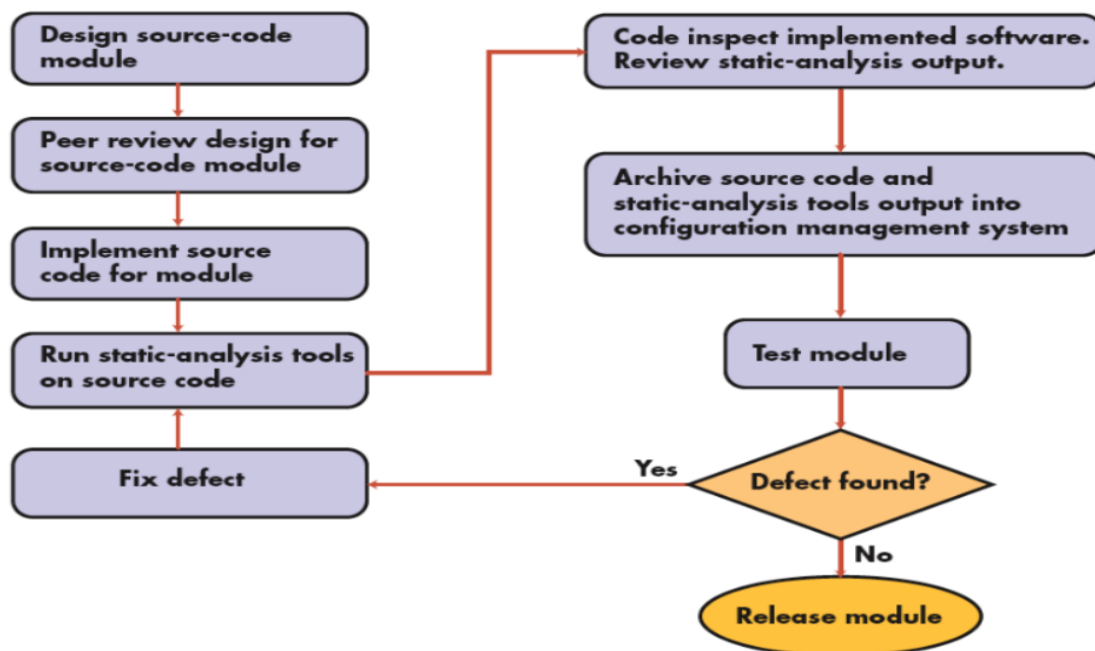 Design source-code
module
Peer review design for
source-code module
Implement source
code for module
Run static-analysis tools
on source code
Fix defect
Code inspect implemented software.
Review static-analysis output.
Archive source code and
static-analysis tools output into
configuration management system
Test module
Defect found?
Yes
No
Release module